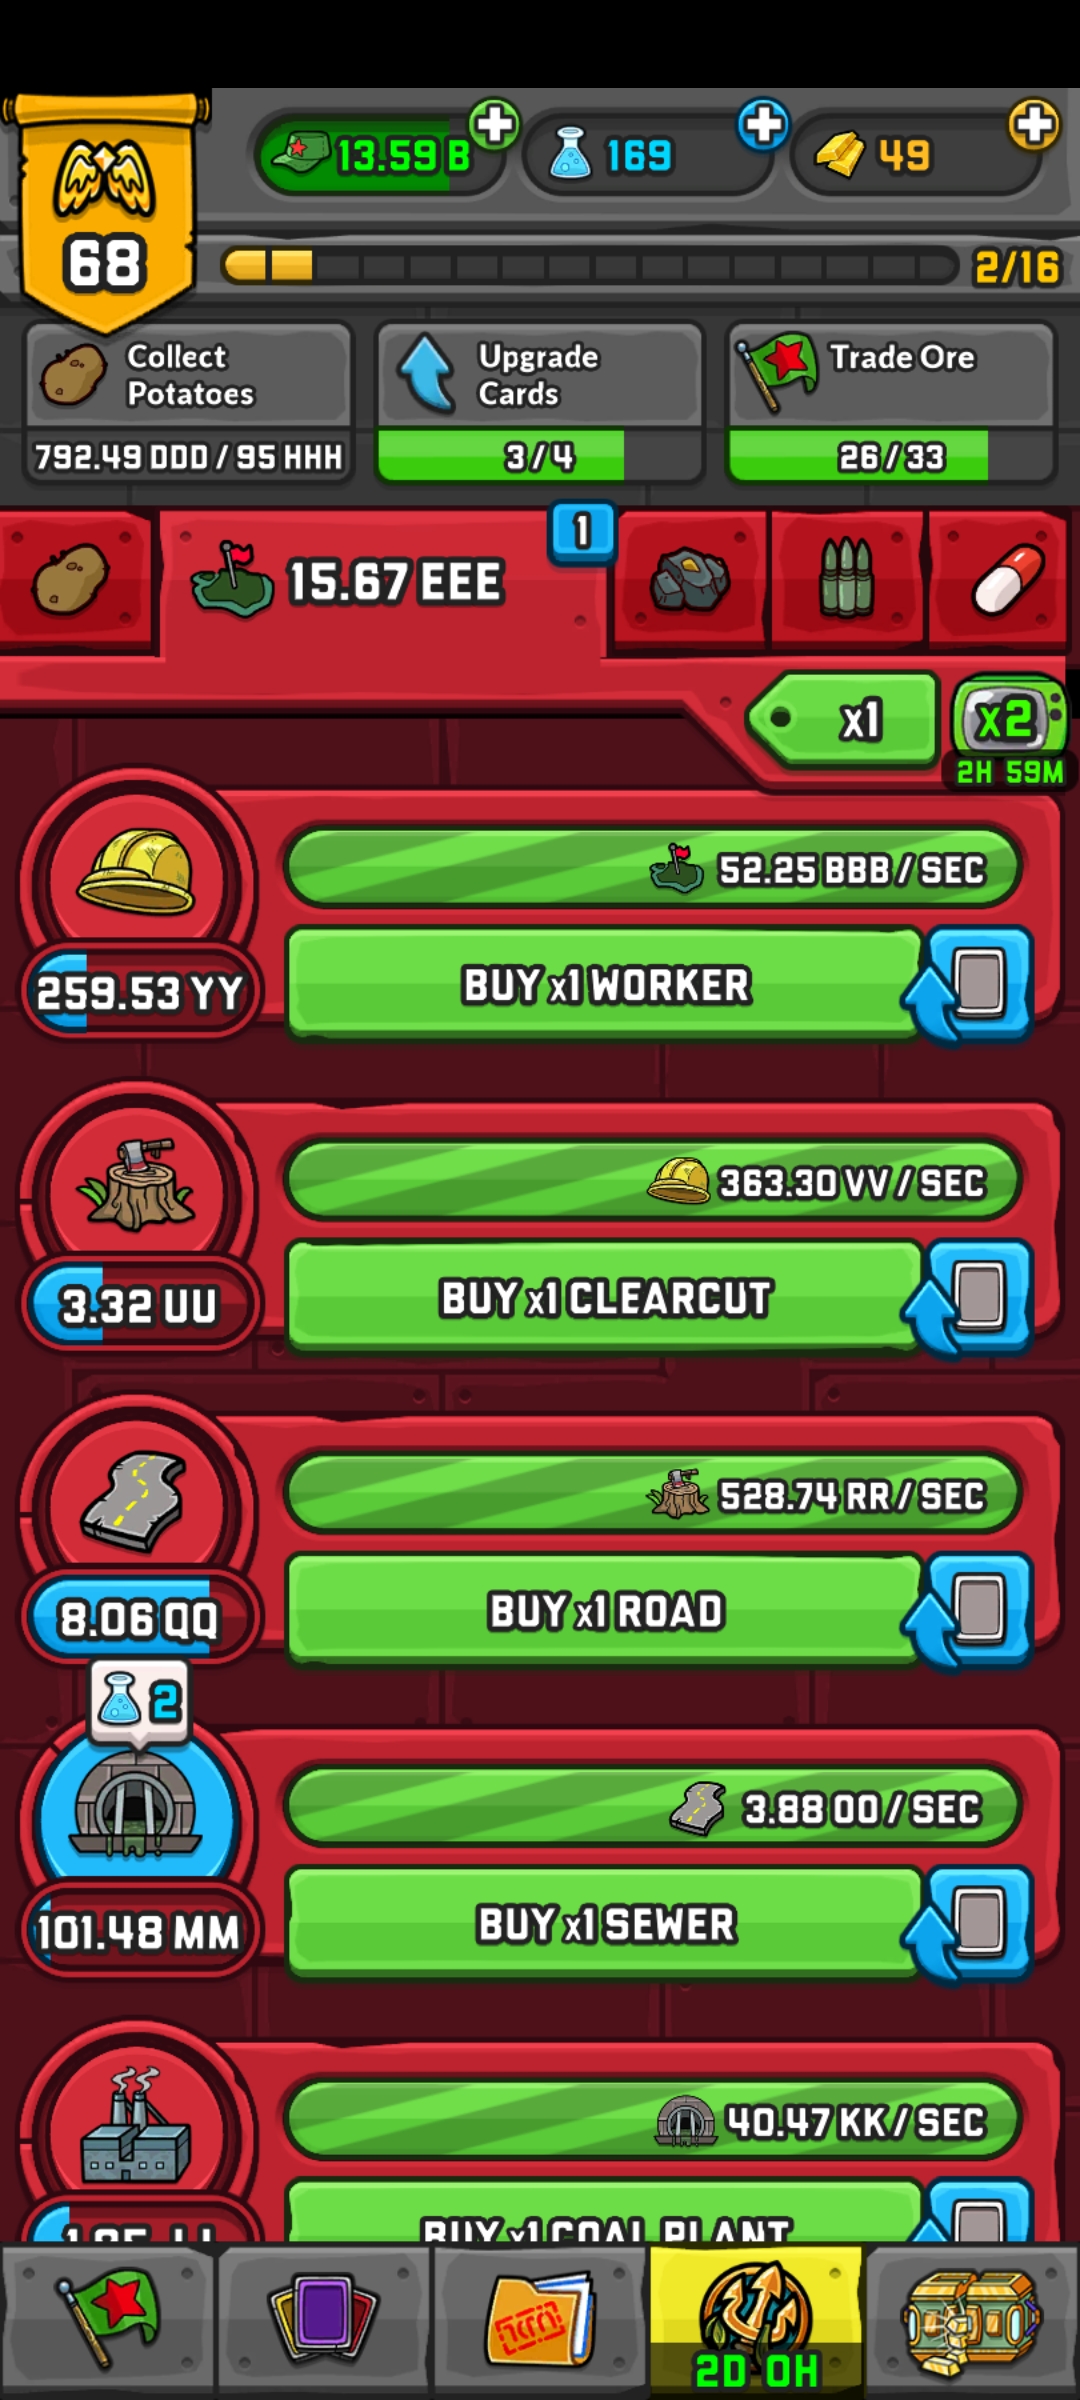 13.59 B
169
49
68
2/16
Collect
Potatoes
792.49 DDD / 95 HHH
Upgrade
Cards
3/4
Trade Ore
26/33
15.67 EEE
1
x1
x2
2H 59M
52.25 BBB / SEC
259.53 YY
BUY x1 WORKER
363.30 VV / SEC
3.32 UU
BUY x1 CLEARCUT
528.74 RR / SEC
8.06 QQ
BUY x1 ROAD
2
3.88 OO / SEC
101.48 MM
BUY x1 SEWER
40.47 KK / SEC
BUY x1 COAL PLANT
2D 0H